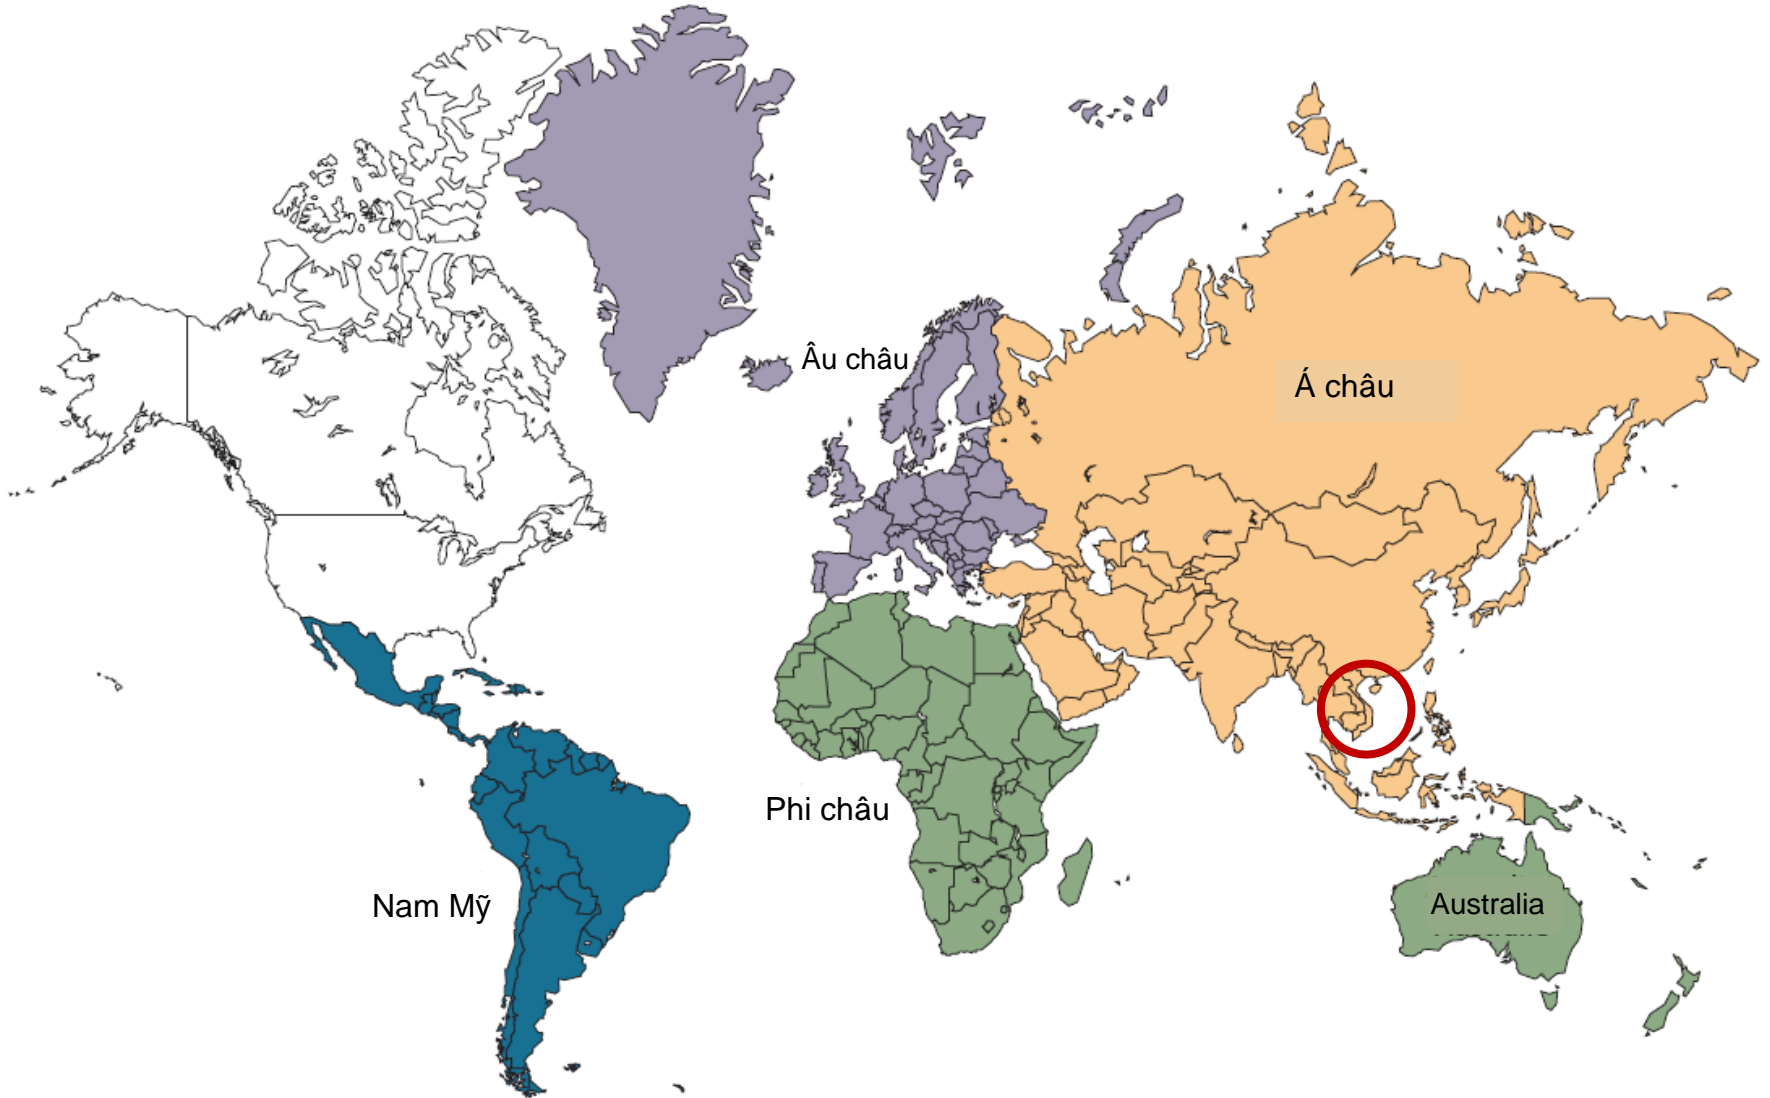 Âu châu
Á châu
Phi châu
Nam Mỹ
Australia